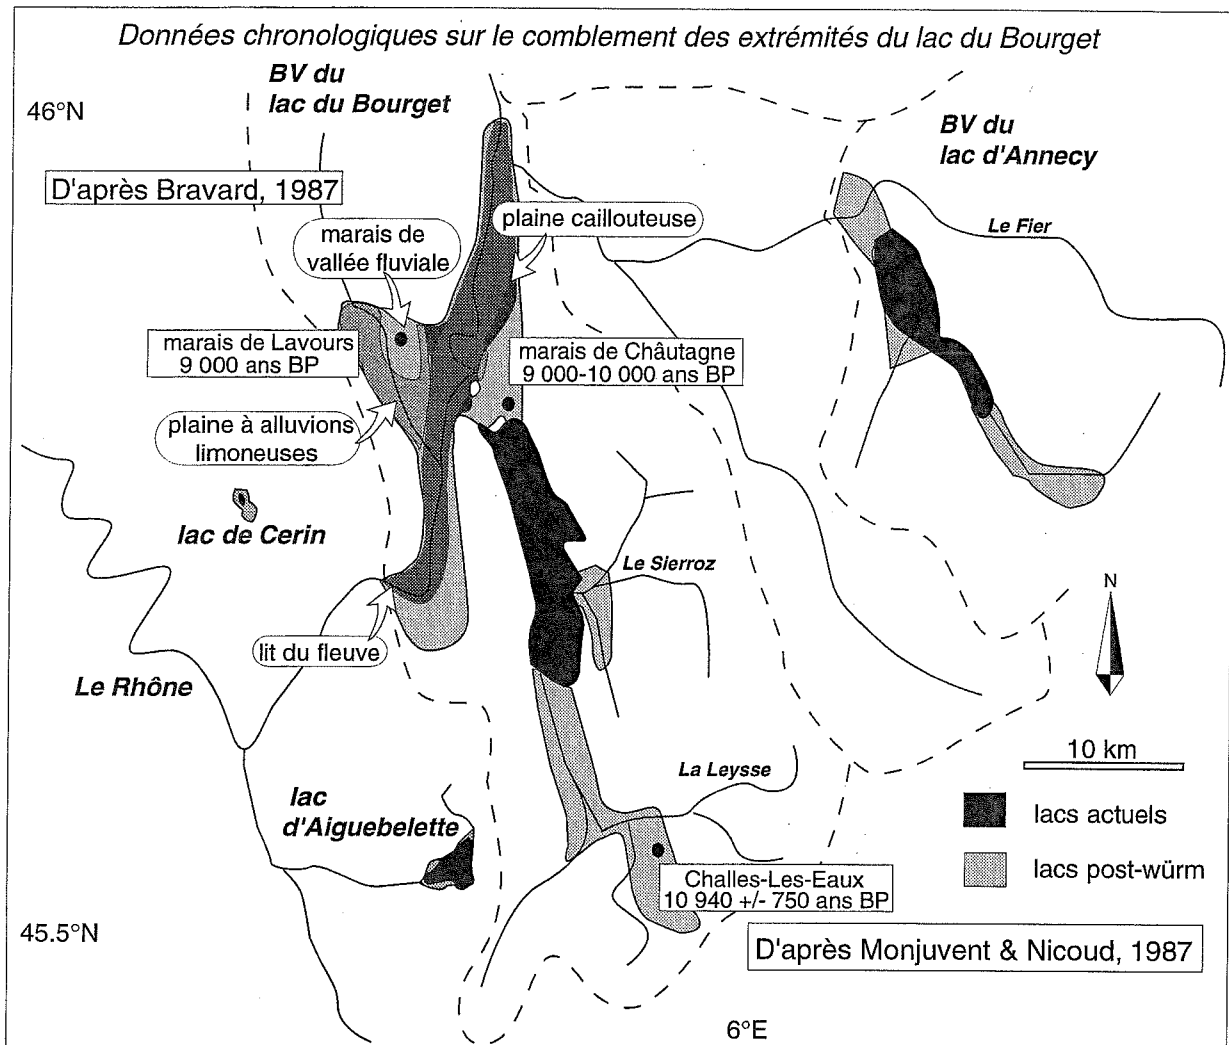 Données chronologiques sur le comblement des extrémités du lac du Bourget
BV du
lac du Bourget
46°N
BV du
lac d'Annecy
D'après Bravard, 1987
plaine caillouteuse
marais de
vallée fluviale
Le Fier
marais de Lavours
9 000 ans BP
marais de Châutagne
9 000-10 000 ans BP
plaine à alluvions
limoneuses
lac de Cerin
Le Sierroz
N
lit du fleuve
Le Rhône
10 km
La Leysse
lac
d'Aiguebelette
lacs actuels
lacs post-würm
Challes-Les-Eaux
10 940 +/- 750 ans BP
45.5°N
D'après Monjuvent & Nicoud, 1987
6°E